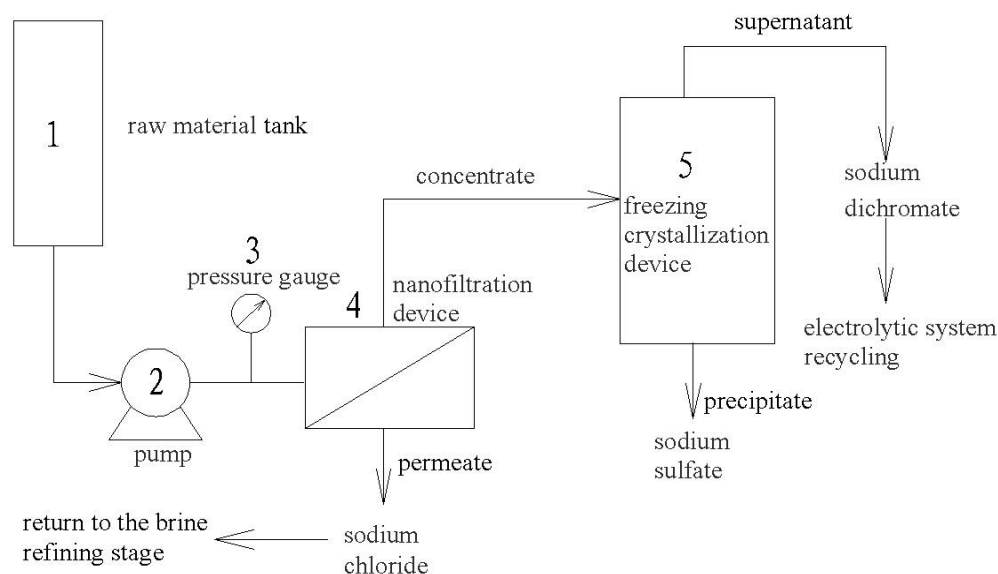 1
raw material tank
2
pump
3
pressure gauge
4
nanofiltration
device
concentrate
permeate
sodium
chloride
return to the brine
refining stage
5
freezing
crystallization
device
supernatant
sodium
dichromate
electrolytic system
recycling
precipitate
sodium
sulfate